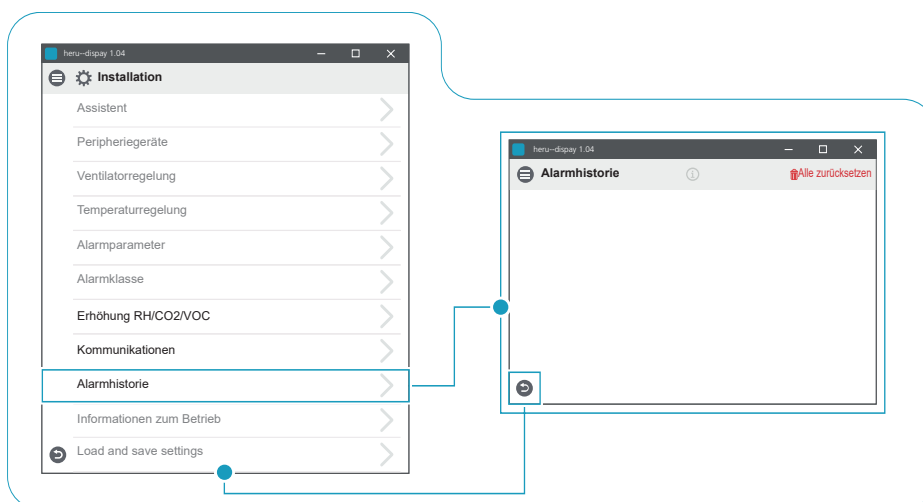 heru--dispay 1.04
Installation
Assistent
Peripheriegeräte
Ventilatorregelung
Temperaturregelung
Alarmparameter
Alarmklasse
Erhöhung RH/CO2/VOC
Kommunikationen
Alarmhistorie
Informationen zum Betrieb
Load and save settings
heru--dispay 1.04
Alarmhistorie
Alle zurücksetzen